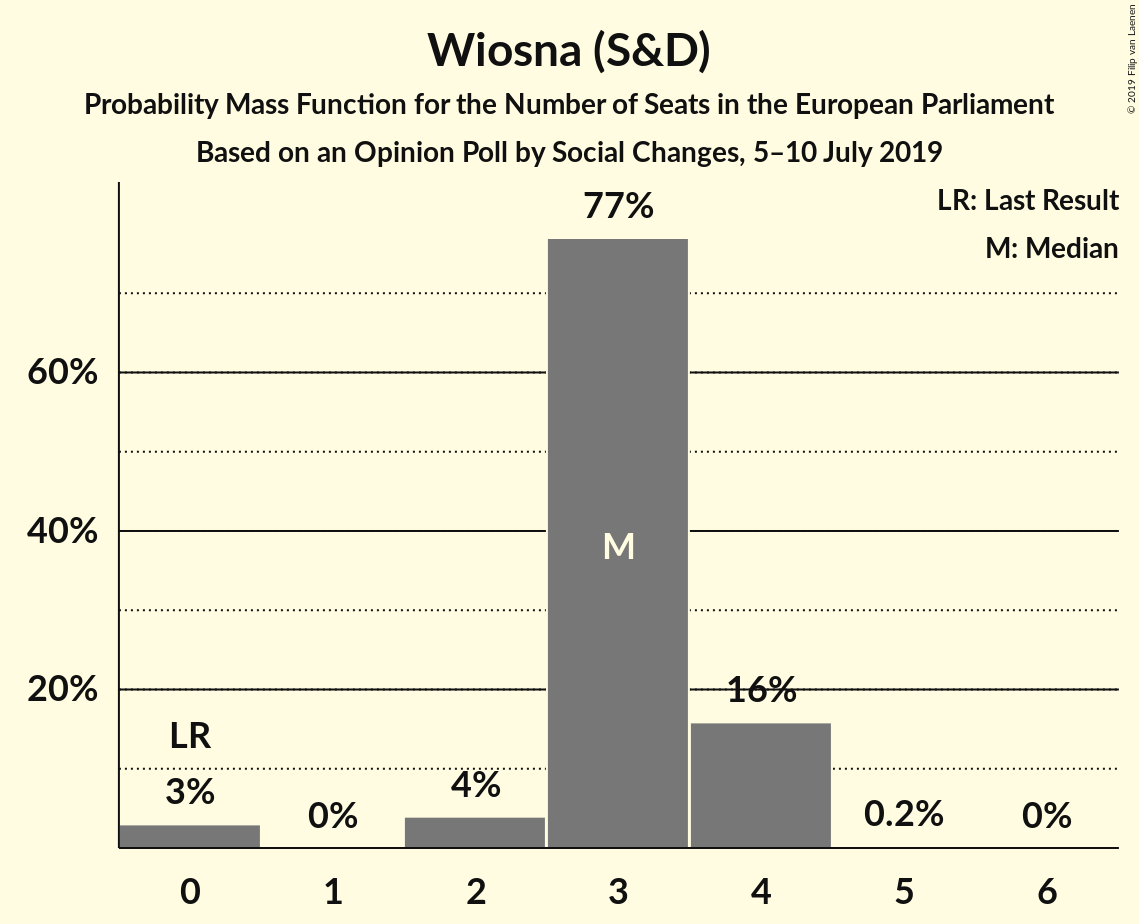 Wiosna (S&D)
Probability Mass Function for the Number of Seats in the European Parliament
Based on an Opinion Poll by Social Changes, 5–10 July 2019
© 2019 Filip van Laenen
LR: Last Result
M: Median
77%
60%
40%
M
20%
16%
LR
3%
0%
4%
0.2%
0%
0 1 2 3 4 5 6